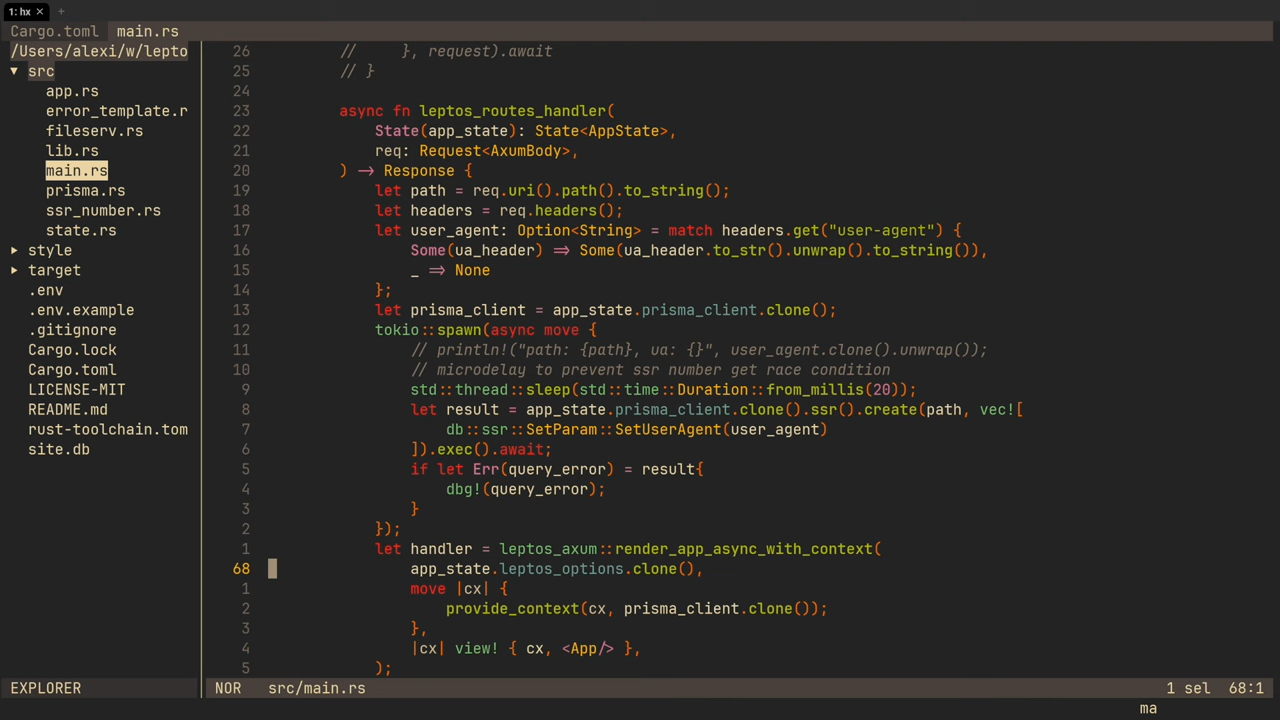 1: hx × +
Cargo.toml main.rs
/Users/alexi/w/lepto
▼ src
app.rs
error_template.r
fileserv.rs
lib.rs
main.rs
prisma.rs
ssr_number.rs
state.rs
▸ style
▸ target
.env
.env.example
.gitignore
Cargo.lock
Cargo.toml
LICENSE-MIT
README.md
rust-toolchain.tom
site.db
26 //     }, request).await
25 // }
24
23 async fn leptos_routes_handler(
22 State(app_state): State<AppState>,
21 req: Request<AxumBody>,
20 ) -> Response {
19 let path = req.uri().path().to_string();
18 let headers = req.headers();
17 let user_agent: Option<String> = match headers.get("user-agent") {
16 Some(ua_header) => Some(ua_header.to_str().unwrap().to_string()),
15 _ => None
14 };
13 let prisma_client = app_state.prisma_client.clone();
12 tokio::spawn(async move {
11 // println!("path: {path}, ua: {}", user_agent.clone().unwrap());
10 // microdelay to prevent ssr number get race condition
9 std::thread::sleep(std::time::Duration::from_millis(20));
8 let result = app_state.prisma_client.clone().ssr().create(path, vec![
7 db::ssr::SetParam::SetUserAgent(user_agent)
6 ]).exec().await;
5 if let Err(query_error) = result{
4 dbg!(query_error);
3 }
2 });
1 let handler = leptos_axum::render_app_async_with_context(
68 app_state.leptos_options.clone(),
1 move |cx| {
2 provide_context(cx, prisma_client.clone());
3 },
4 |cx| view! { cx, <App/> },
5 );
EXPLORER NOR src/main.rs 1 sel 68:1
ma